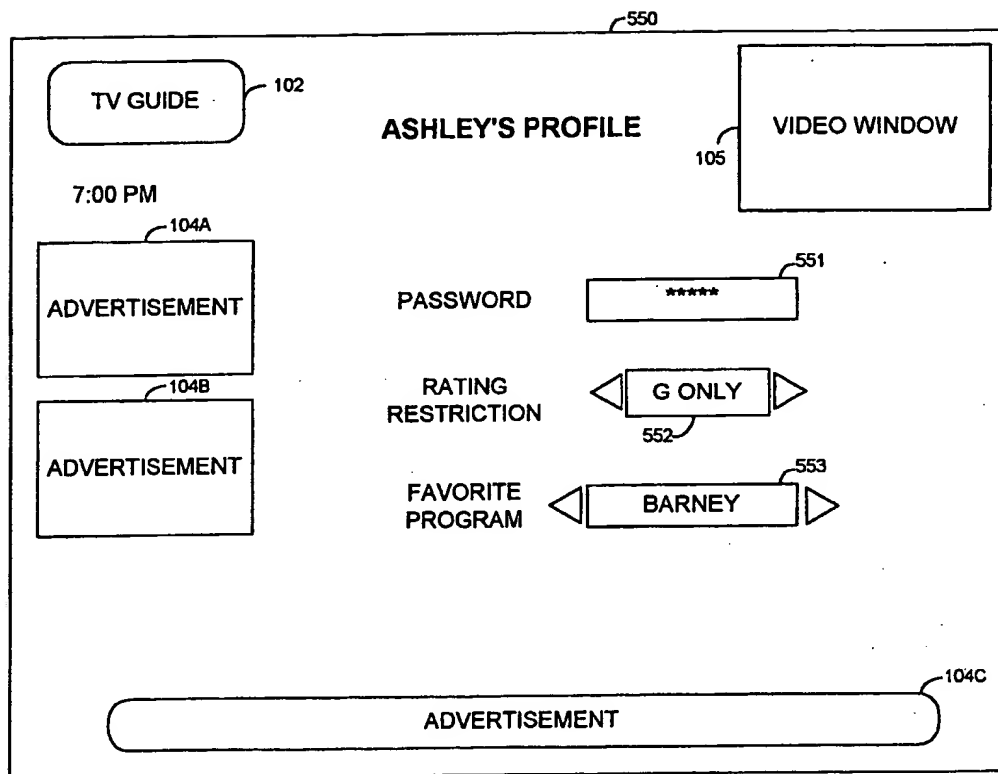 550
TV GUIDE
102
ASHLEY'S PROFILE
VIDEO WINDOW
105
7:00 PM
104A
ADVERTISEMENT
104B
ADVERTISEMENT
PASSWORD
*****
551
RATING
RESTRICTION
G ONLY
552
FAVORITE
PROGRAM
BARNEY
553
104C
ADVERTISEMENT